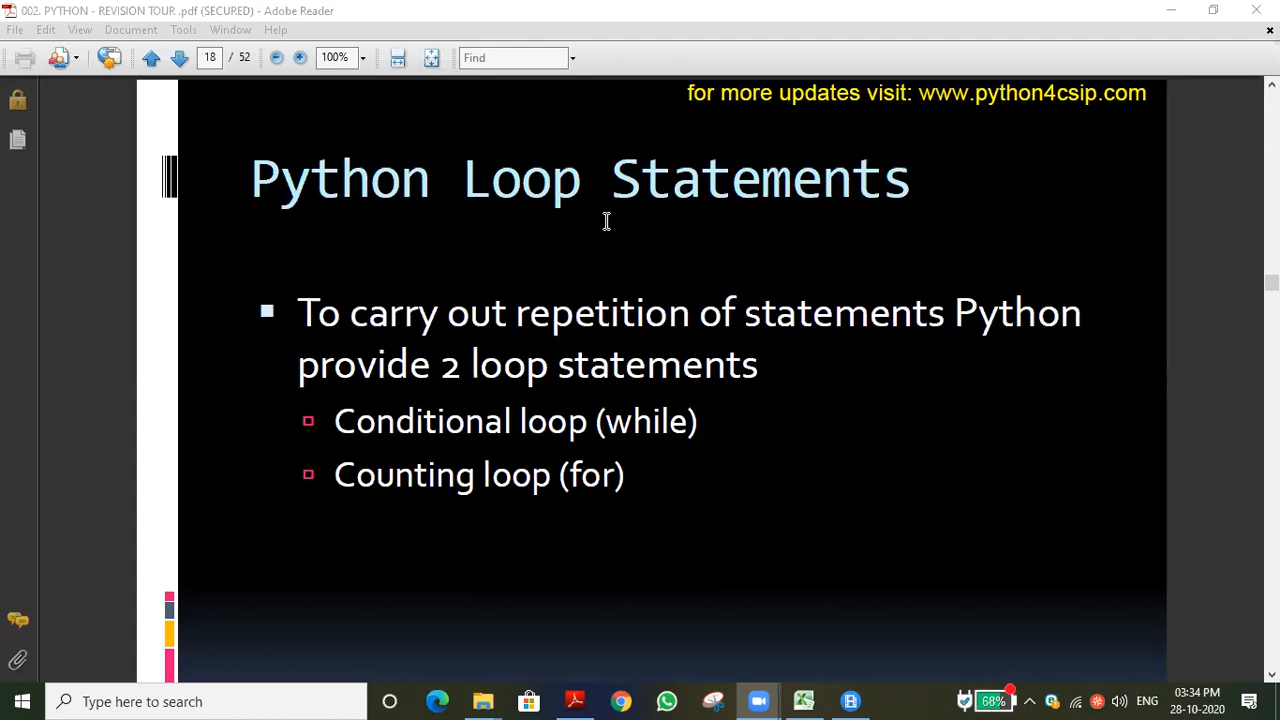 002. PYTHON - REVISION TOUR .pdf (SECURED) - Adobe Reader
File Edit View Document Tools Window Help
18 / 52 100% Find
for more updates visit: www.python4csip.com
Python Loop Statements
To carry out repetition of statements Python
provide 2 loop statements
Conditional loop (while)
Counting loop (for)
Type here to search
68%
ENG
03:34 PM
28-10-2020